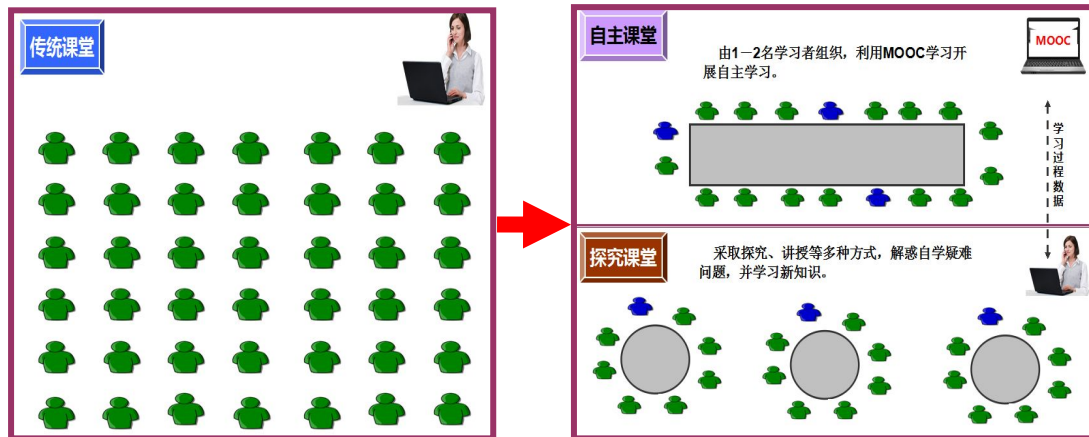 传统课堂
自主课堂
由1－2名学习者组织，利用MOOC学习开
展自主学习。
MOOC
学习过程数据
探究课堂
采取探究、讲授等多种方式，解惑自学疑难
问题，并学习新知识。